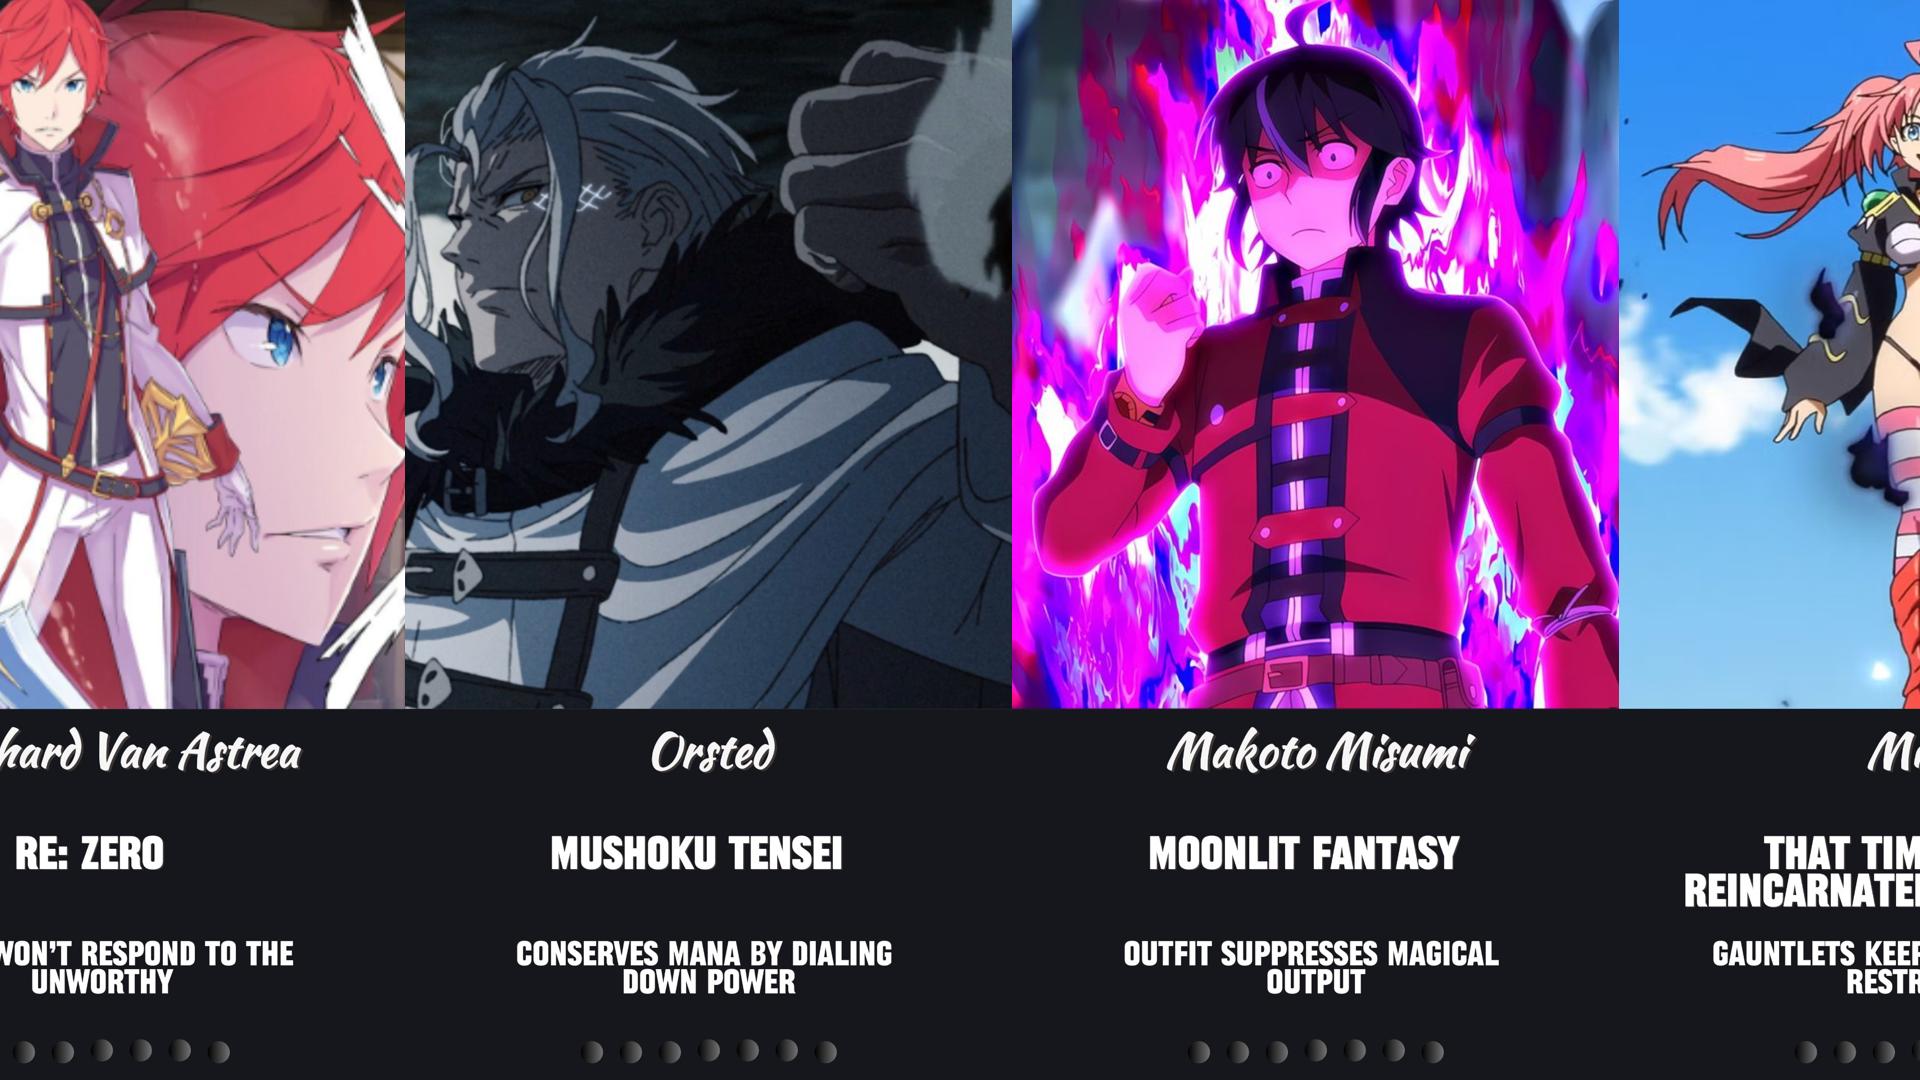 hard Van Astrea
RE: ZERO
WON'T RESPOND TO THE
UNWORTHY
Orsted
MUSHOKU TENSEI
CONSERVES MANA BY DIALING
DOWN POWER
Makoto Misumi
MOONLIT FANTASY
OUTFIT SUPPRESSES MAGICAL
OUTPUT
THAT TIM
REINCARNATE
GAUNTLETS KEEP
RESTR